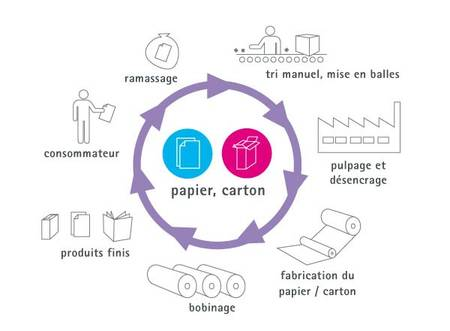 ramassage
tri manuel, mise en balles
consommateur
pulpage et
désencrage
papier, carton
produits finis
fabrication du
papier / carton
bobinage